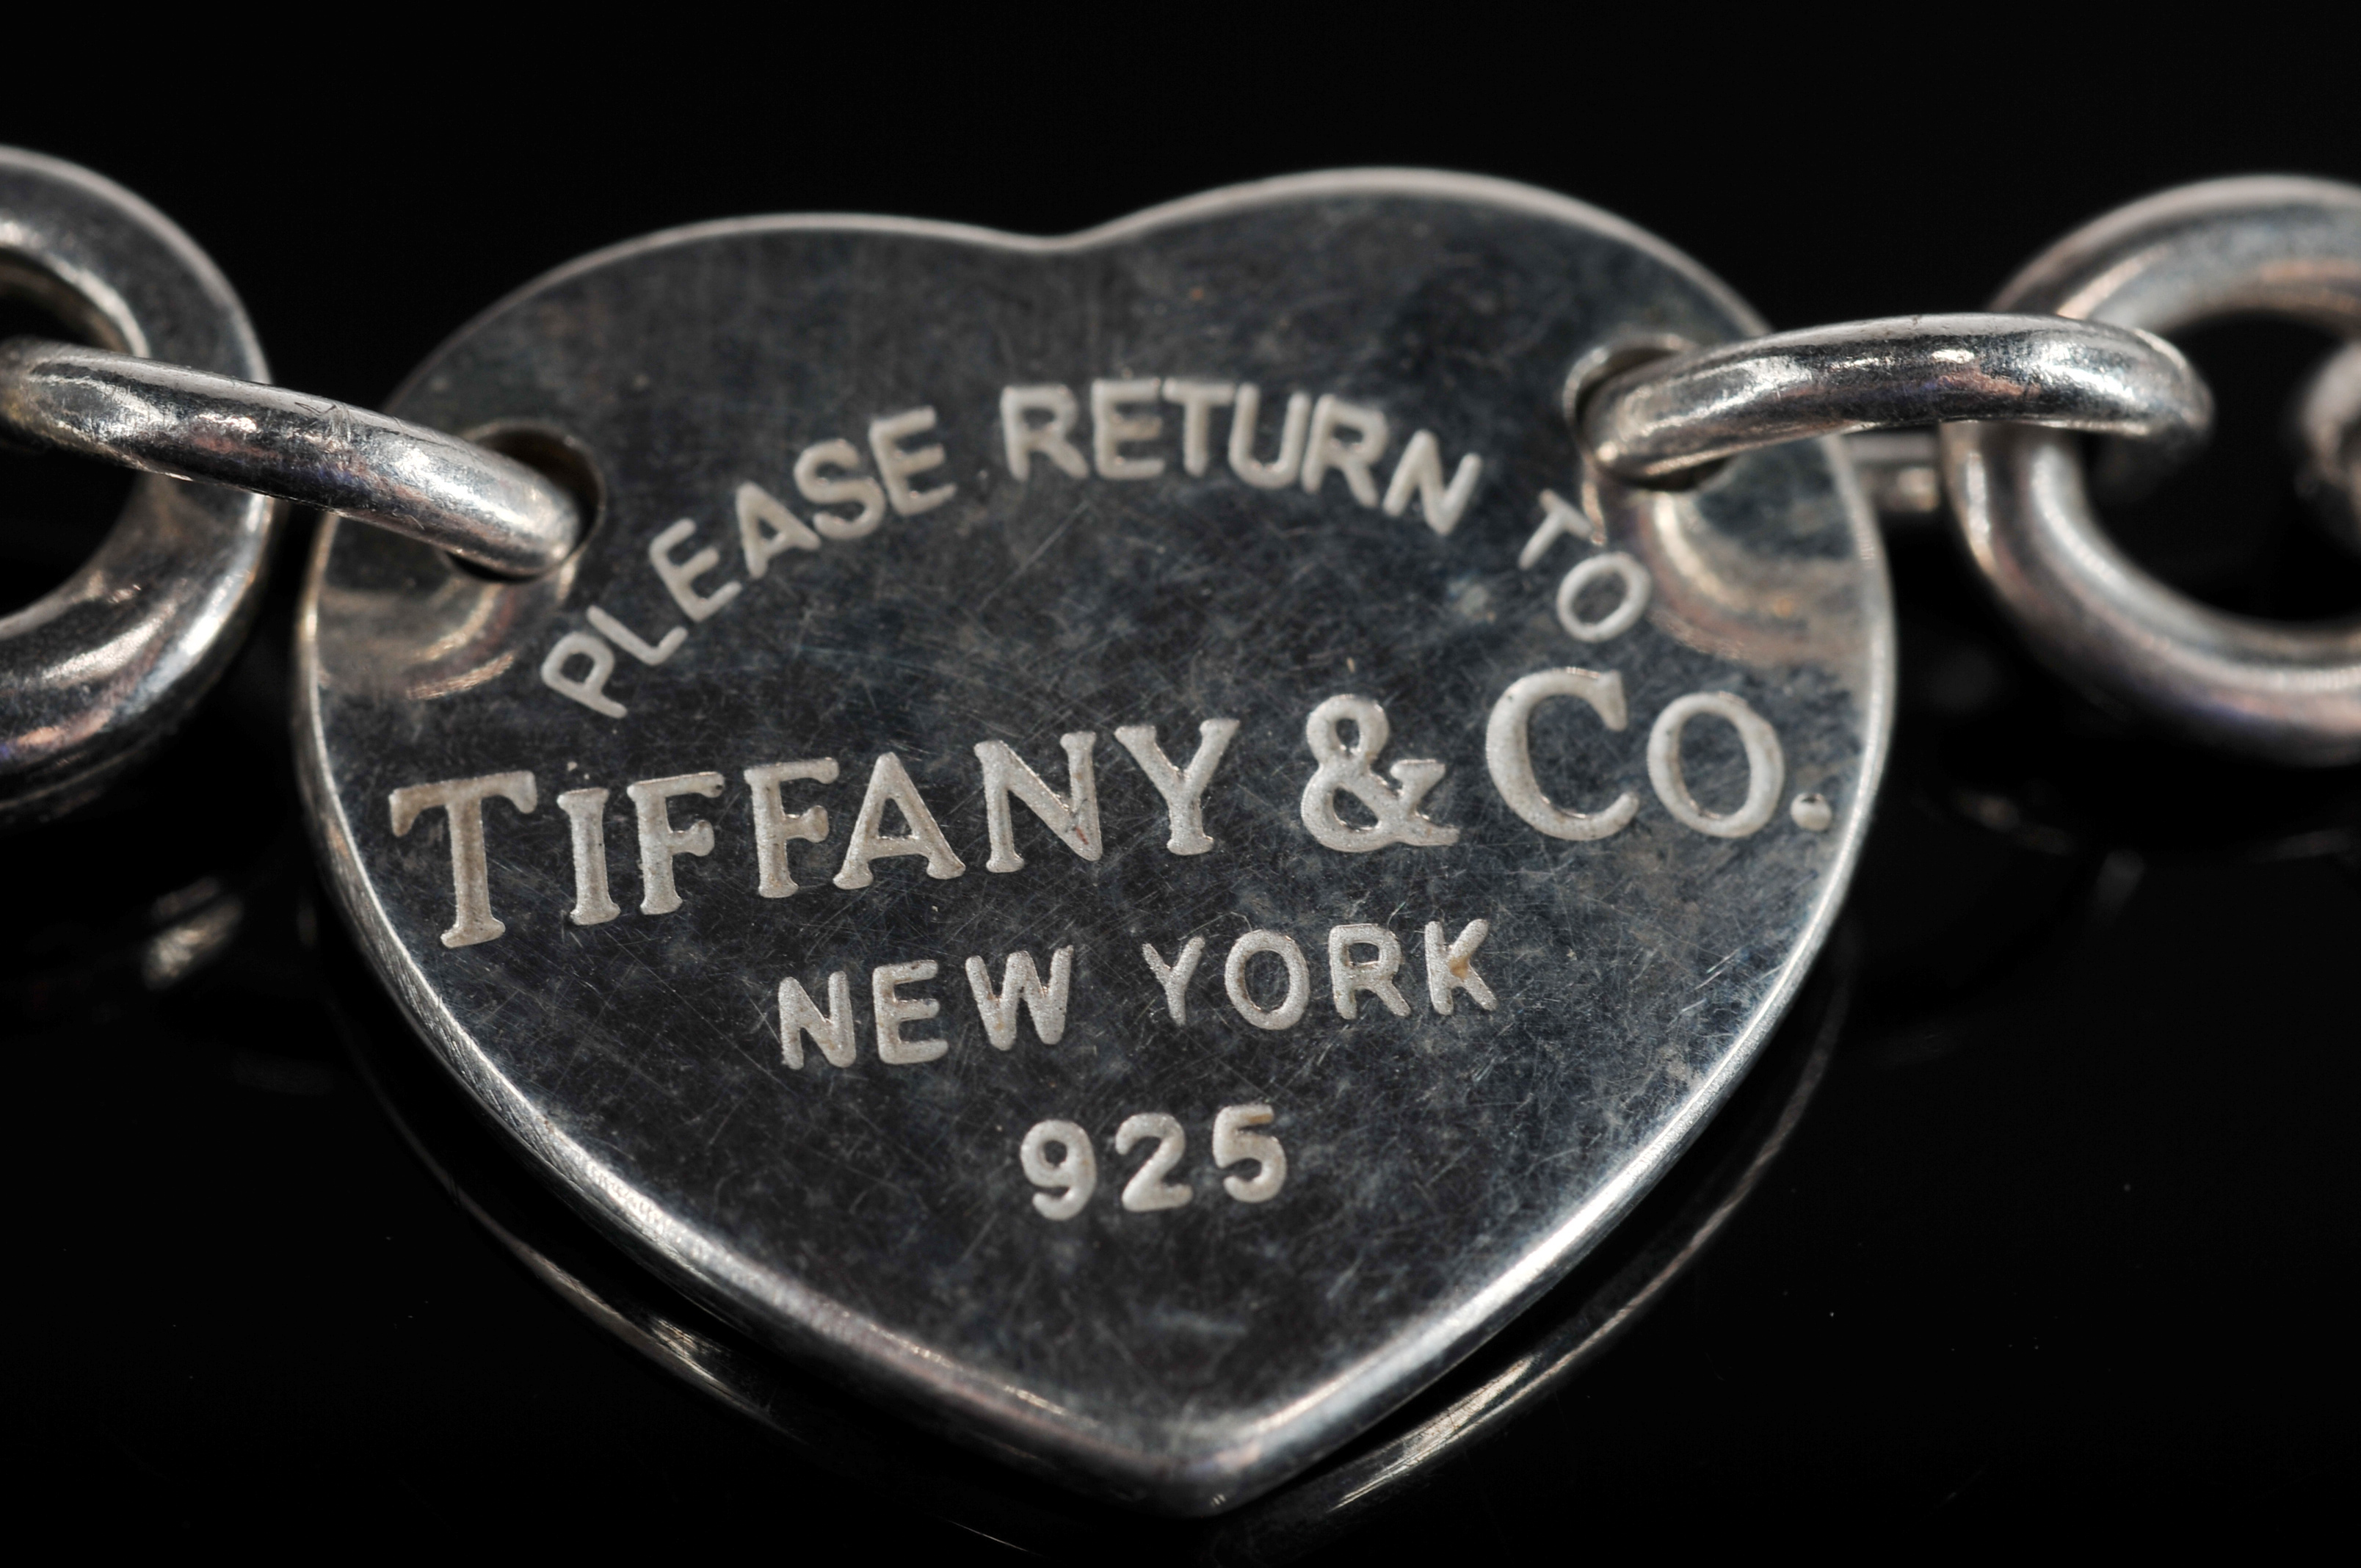 PLEASE RETURN TO
TIFFANY & CO.
NEW YORK
925